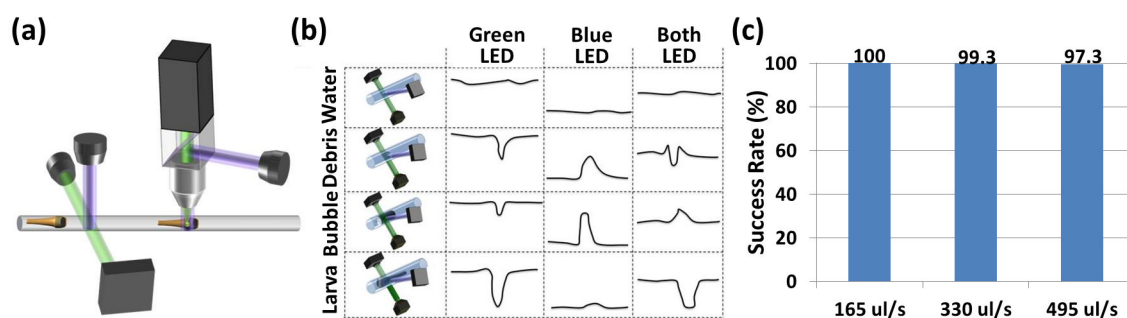 (a)
(b)
Green LED
Blue LED
Both LED
Water
Debris
Bubble
Larva
(c)
Success Rate (%)
100
80
60
40
20
0
100
99.3
97.3
165 ul/s
330 ul/s
495 ul/s